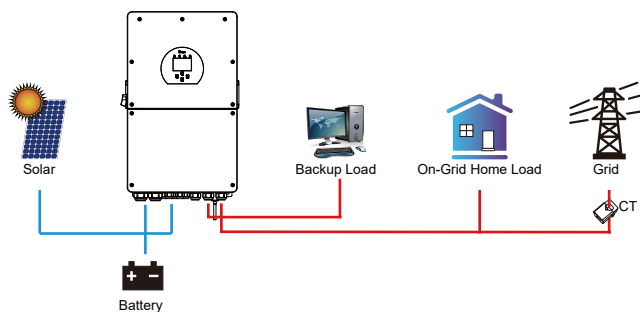 Solar
Backup Load
On-Grid Home Load
Grid
CT
Battery